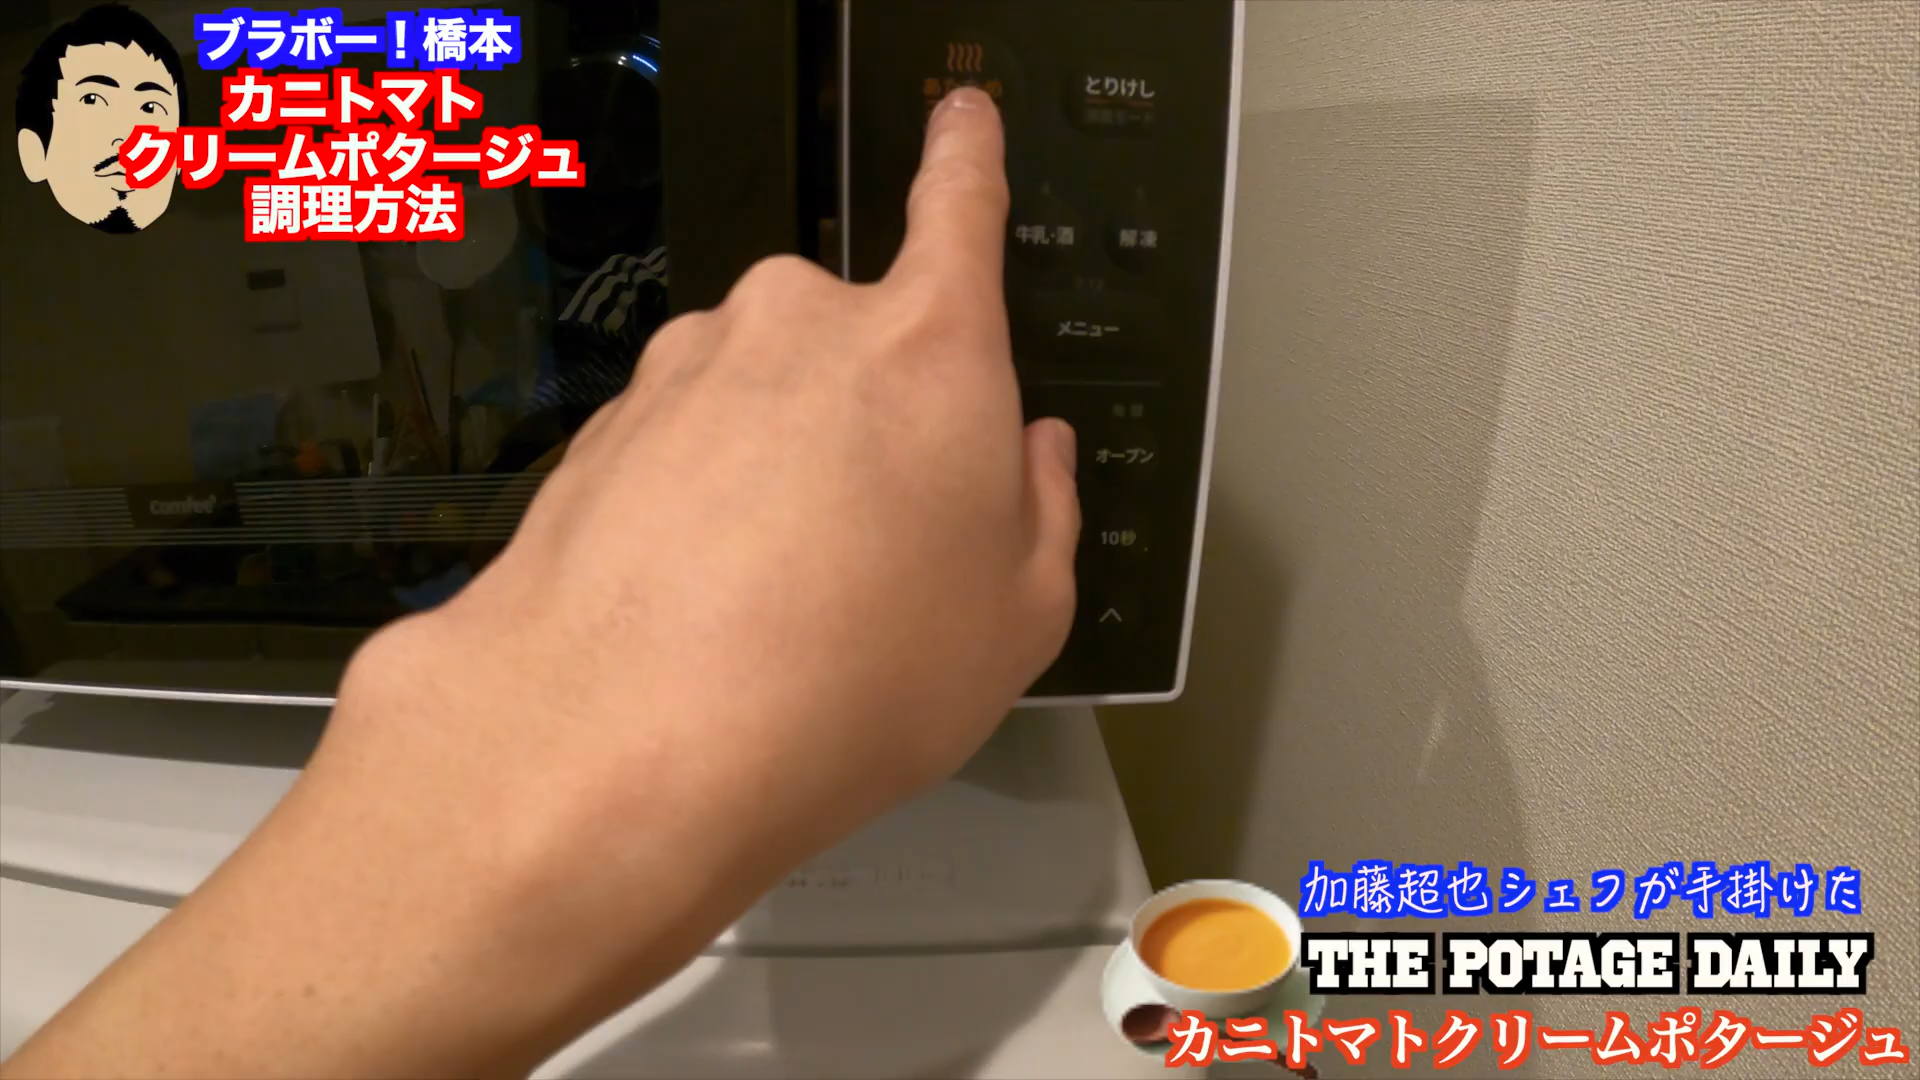 ブラボー！橋本
カニトマト
クリームポタージュ
調理方法
とりけし
牛乳・酒
解凍
メニュー
オーブン
10秒
comfee'
加藤超也シェフが手掛けた
THE POTAGE DAILY
カニトマトクリームポタージュ